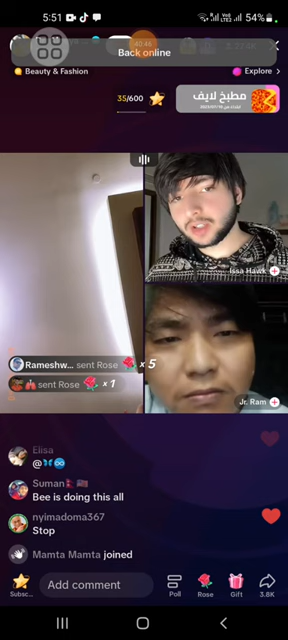 5:51
54%
40:46
Back online
Beauty & Fashion
Explore >
35/600
مطبخ لايف
Issa Hawk
Rameshw... sent Rose x 5
sent Rose x 1
Jr. Ram
Elisa
@
Suman
Bee is doing this all
nyimadoma367
Stop
Mamta Mamta joined
Subsc...
Add comment
Poll
Rose
Gift
3.8K